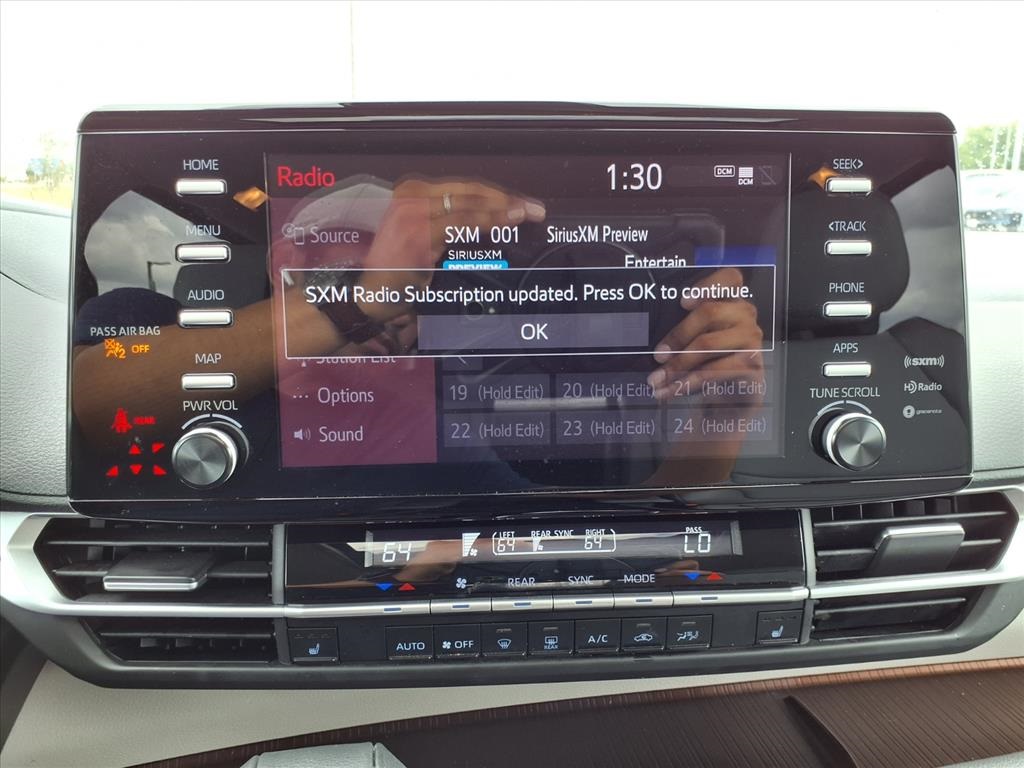 HOME
MENU
AUDIO
PASS AIR BAG
2 OFF
MAP
PWR VOL
REAR
Radio
1:30
DCM
DCM
Source
SXM 001 SiriusXM Preview
SIRIUSXM
PREVIEW
Entertain
SXM Radio Subscription updated. Press OK to continue.
OK
Station List
Options
Sound
19 (Hold Edit) 20 (Hold Edit) 21 (Hold Edit)
22 (Hold Edit) 23 (Hold Edit) 24 (Hold Edit)
SEEK>
<TRACK
PHONE
APPS
TUNE SCROLL
((sxm))
HD Radio
gracenote
64
LEFT REAR SYNC RIGHT
64 64
PASS
LO
REAR SYNC MODE
AUTO OFF REAR A/C